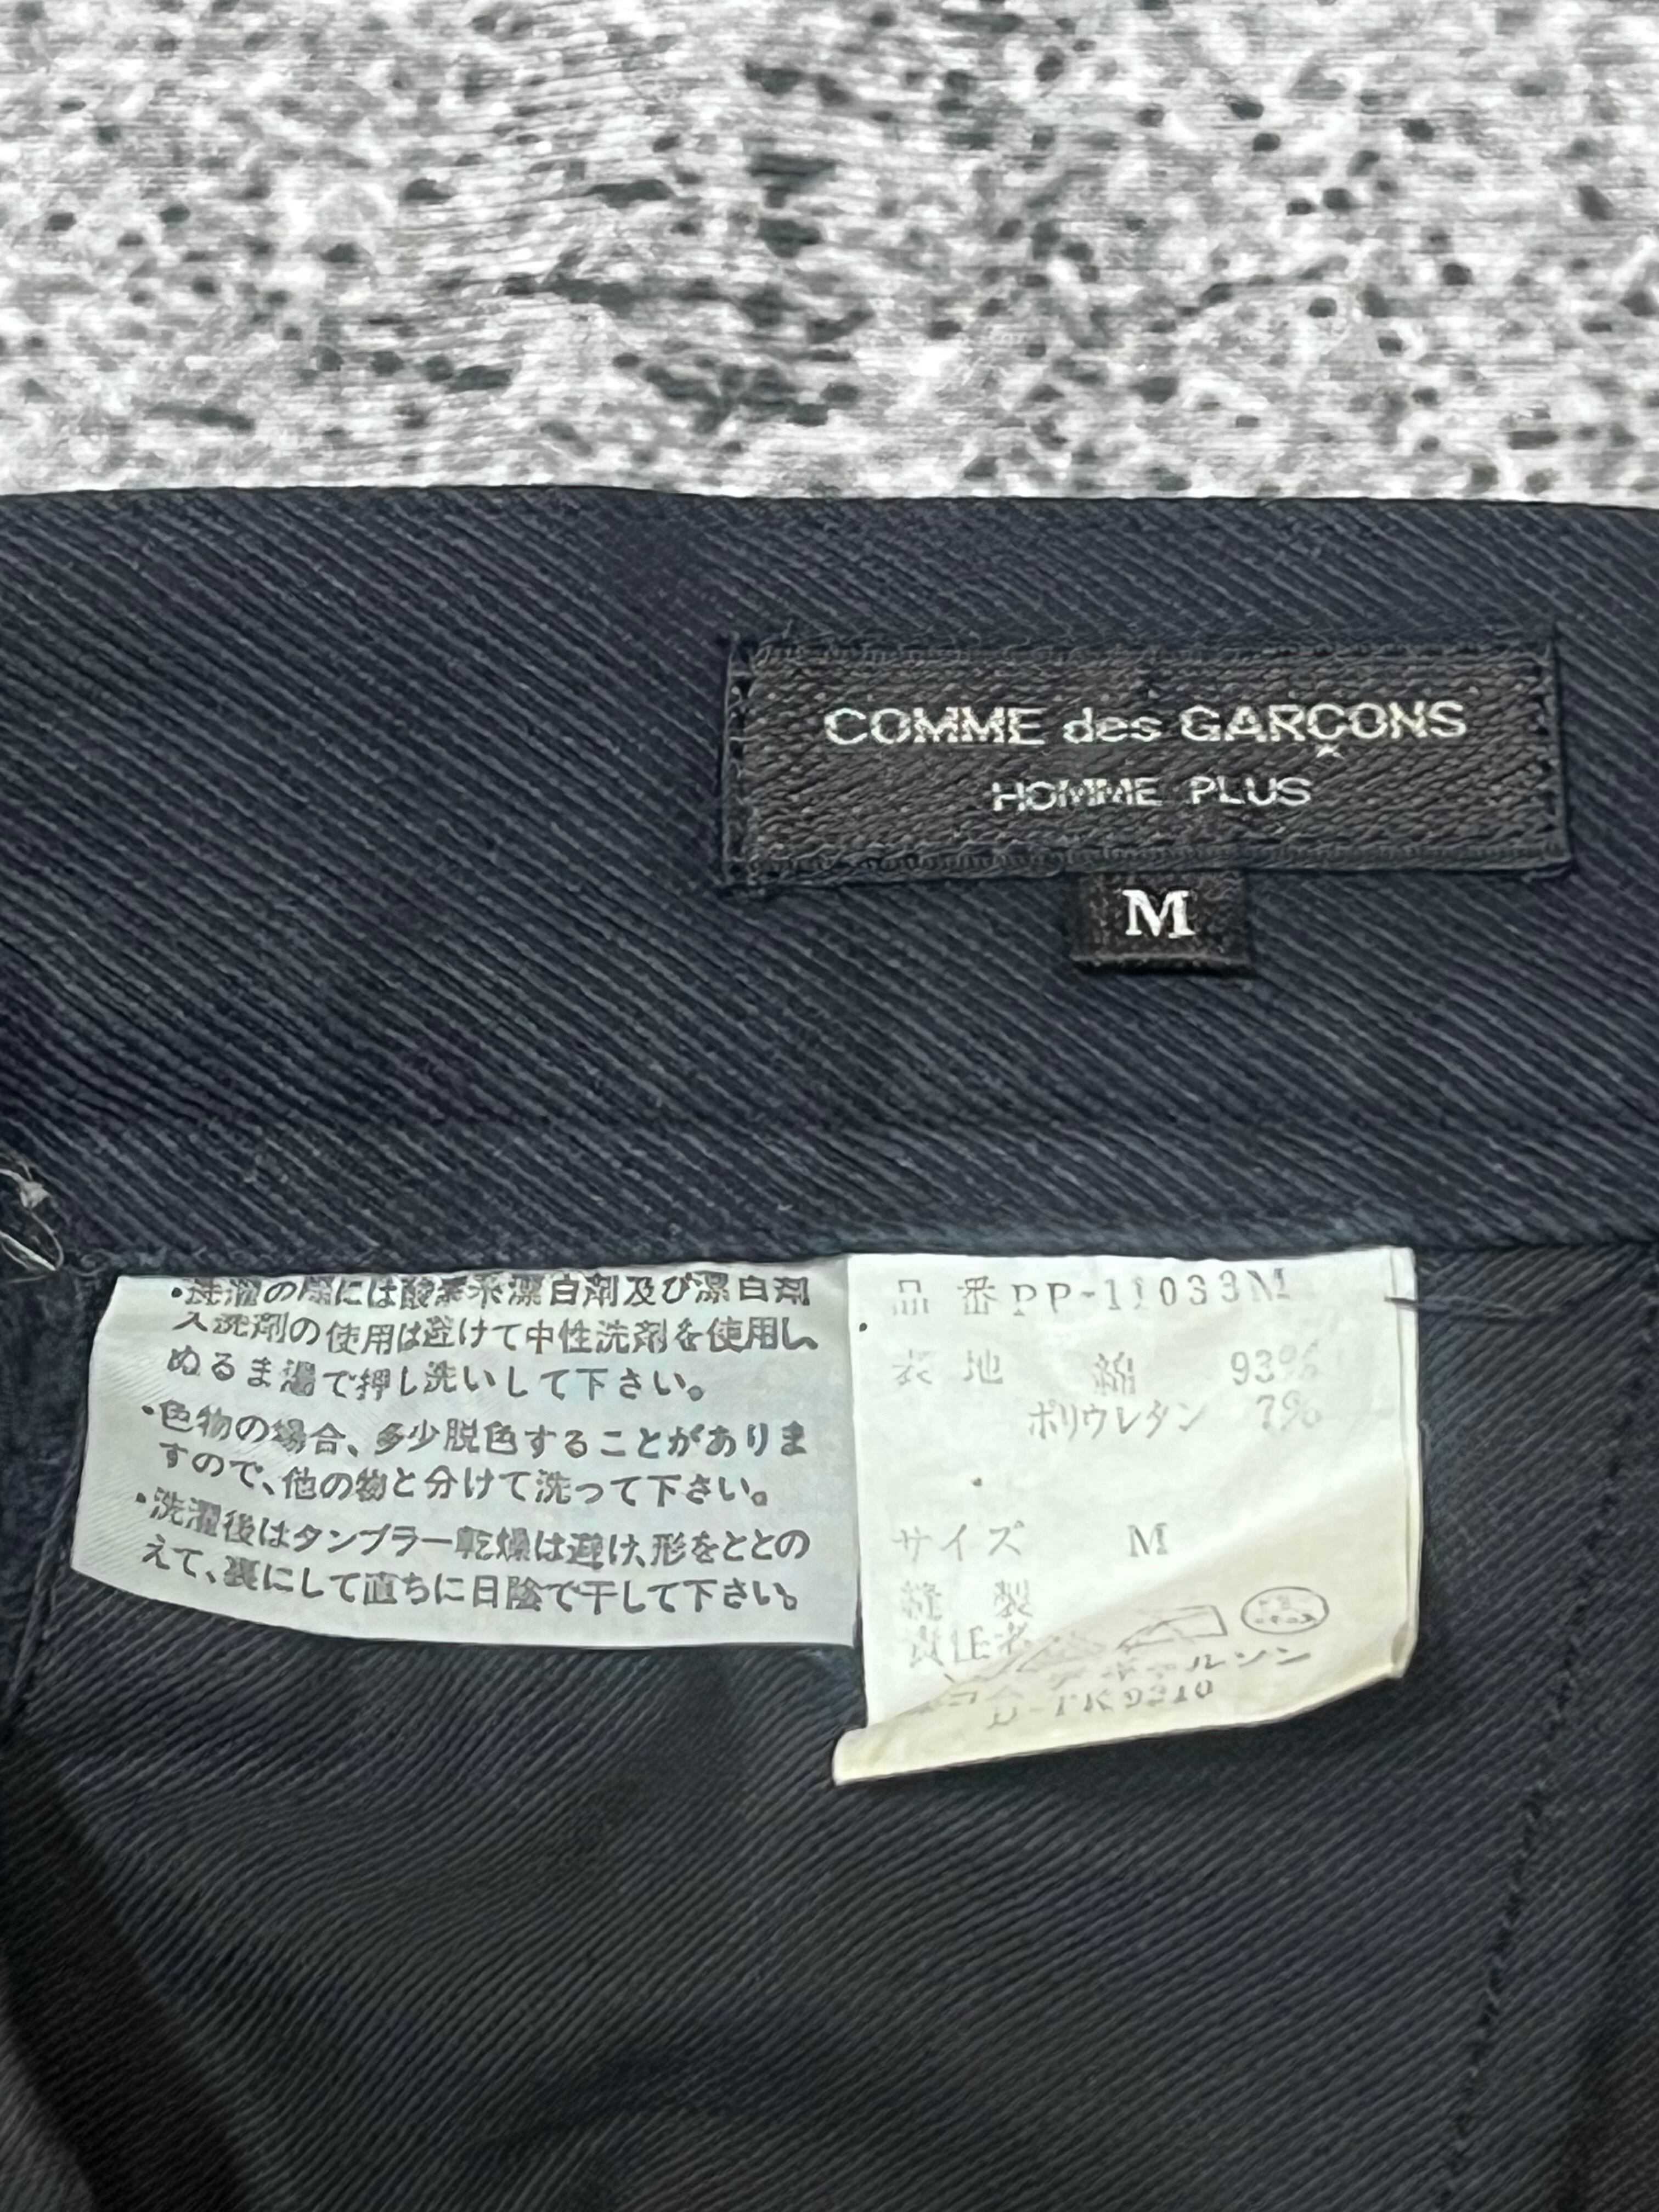 COMME des GARÇONS
HOMME PLUS
M
・洗濯の際には酸素系漂白剤及び漂白剤
入洗剤の使用は避けて中性洗剤を使用し、
ぬるま湯で押し洗いして下さい。
・色物の場合、多少脱色することがありま
すので、他の物と分けて洗って下さい。
・洗濯後はタンブラー乾燥は避け、形をととの
えて、裏にして直ちに日陰で干して下さい。
品番 PP-11033M
表地 綿 93%
ポリウレタン 7%
サイズ M
縫製
責任者
ギャルソン